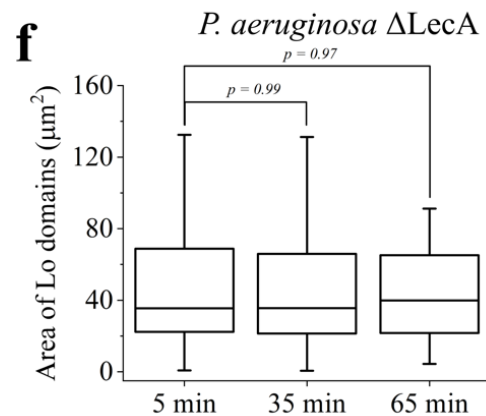 f
P. aeruginosa ΔLecA
Area of Lo domains (μm²)
160
120
80
40
0
p = 0.97
p = 0.99
5 min 35 min 65 min